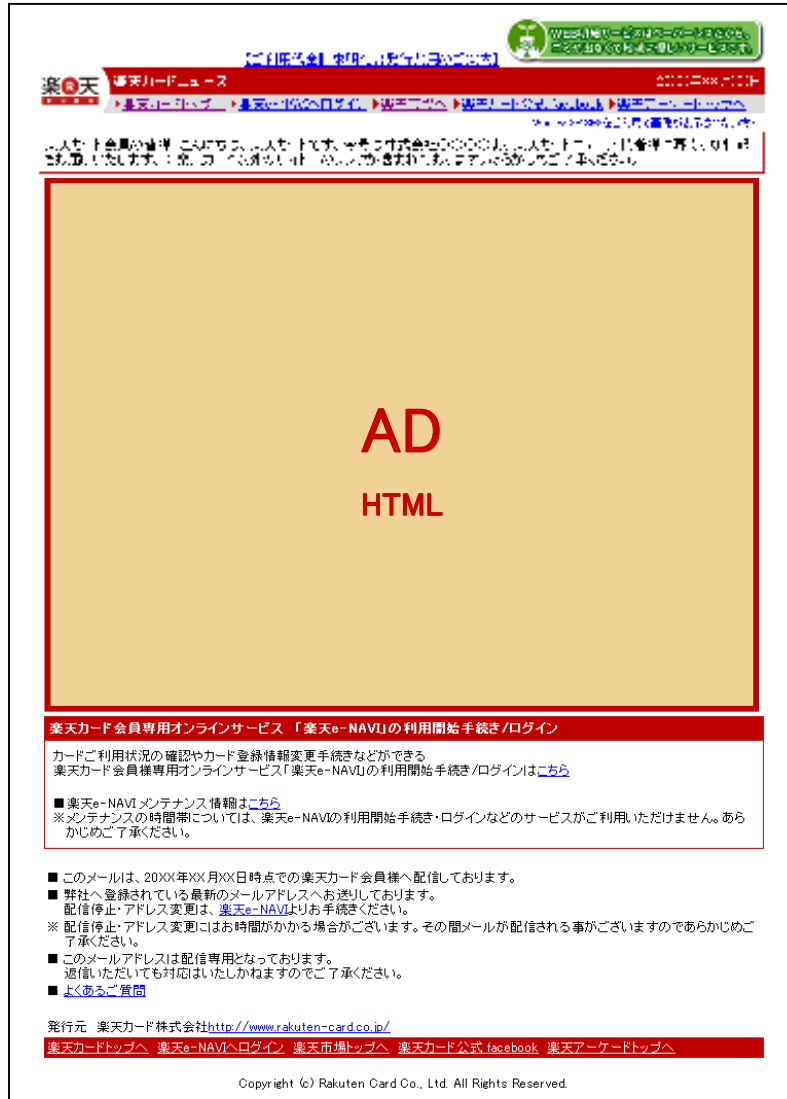 楽天
楽天カードニュース
AD
HTML
楽天カード会員専用オンラインサービス 「楽天e-NAVI」の利用開始手続き/ログイン
カードご利用状況の確認やカード登録情報変更手続きなどができる
楽天カード会員様専用オンラインサービス「楽天e-NAVI」の利用開始手続き/ログインはこちら
■楽天e-NAVIメンテナンス情報はこちら
※メンテナンスの時間帯については、楽天e-NAVIの利用開始手続き・ログインなどのサービスがご利用いただけません。あら
かじめご了承ください。
■ このメールは、20XX年XX月XX日時点での楽天カード会員様へ配信しております。
■ 弊社へ登録されている最新のメールアドレスへお送りしております。
配信停止・アドレス変更は、楽天e-NAVIよりお手続きください。
※ 配信停止・アドレス変更にはお時間がかかる場合がございます。その間メールが配信される事がございますのであらかじめご
了承ください。
■ このメールアドレスは配信専用となっております。
返信いただいても対応はいたしかねますのでご了承ください。
■ よくあるご質問
発行元 楽天カード株式会社http://www.rakuten-card.co.jp/
楽天カードトップへ 楽天e-NAVIへログイン 楽天市場トップへ 楽天カード公式 facebook 楽天アーケードトップへ
Copyright (c) Rakuten Card Co., Ltd. All Rights Reserved.